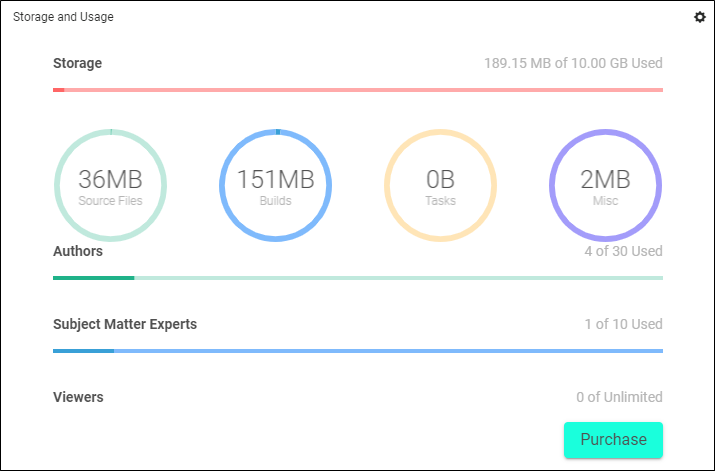 Storage and Usage
Storage 189.15 MB of 10.00 GB Used
36MB 151MB 0B 2MB
Source Files Builds Tasks Misc
Authors 4 of 30 Used
Subject Matter Experts 1 of 10 Used
Viewers 0 of Unlimited
Purchase